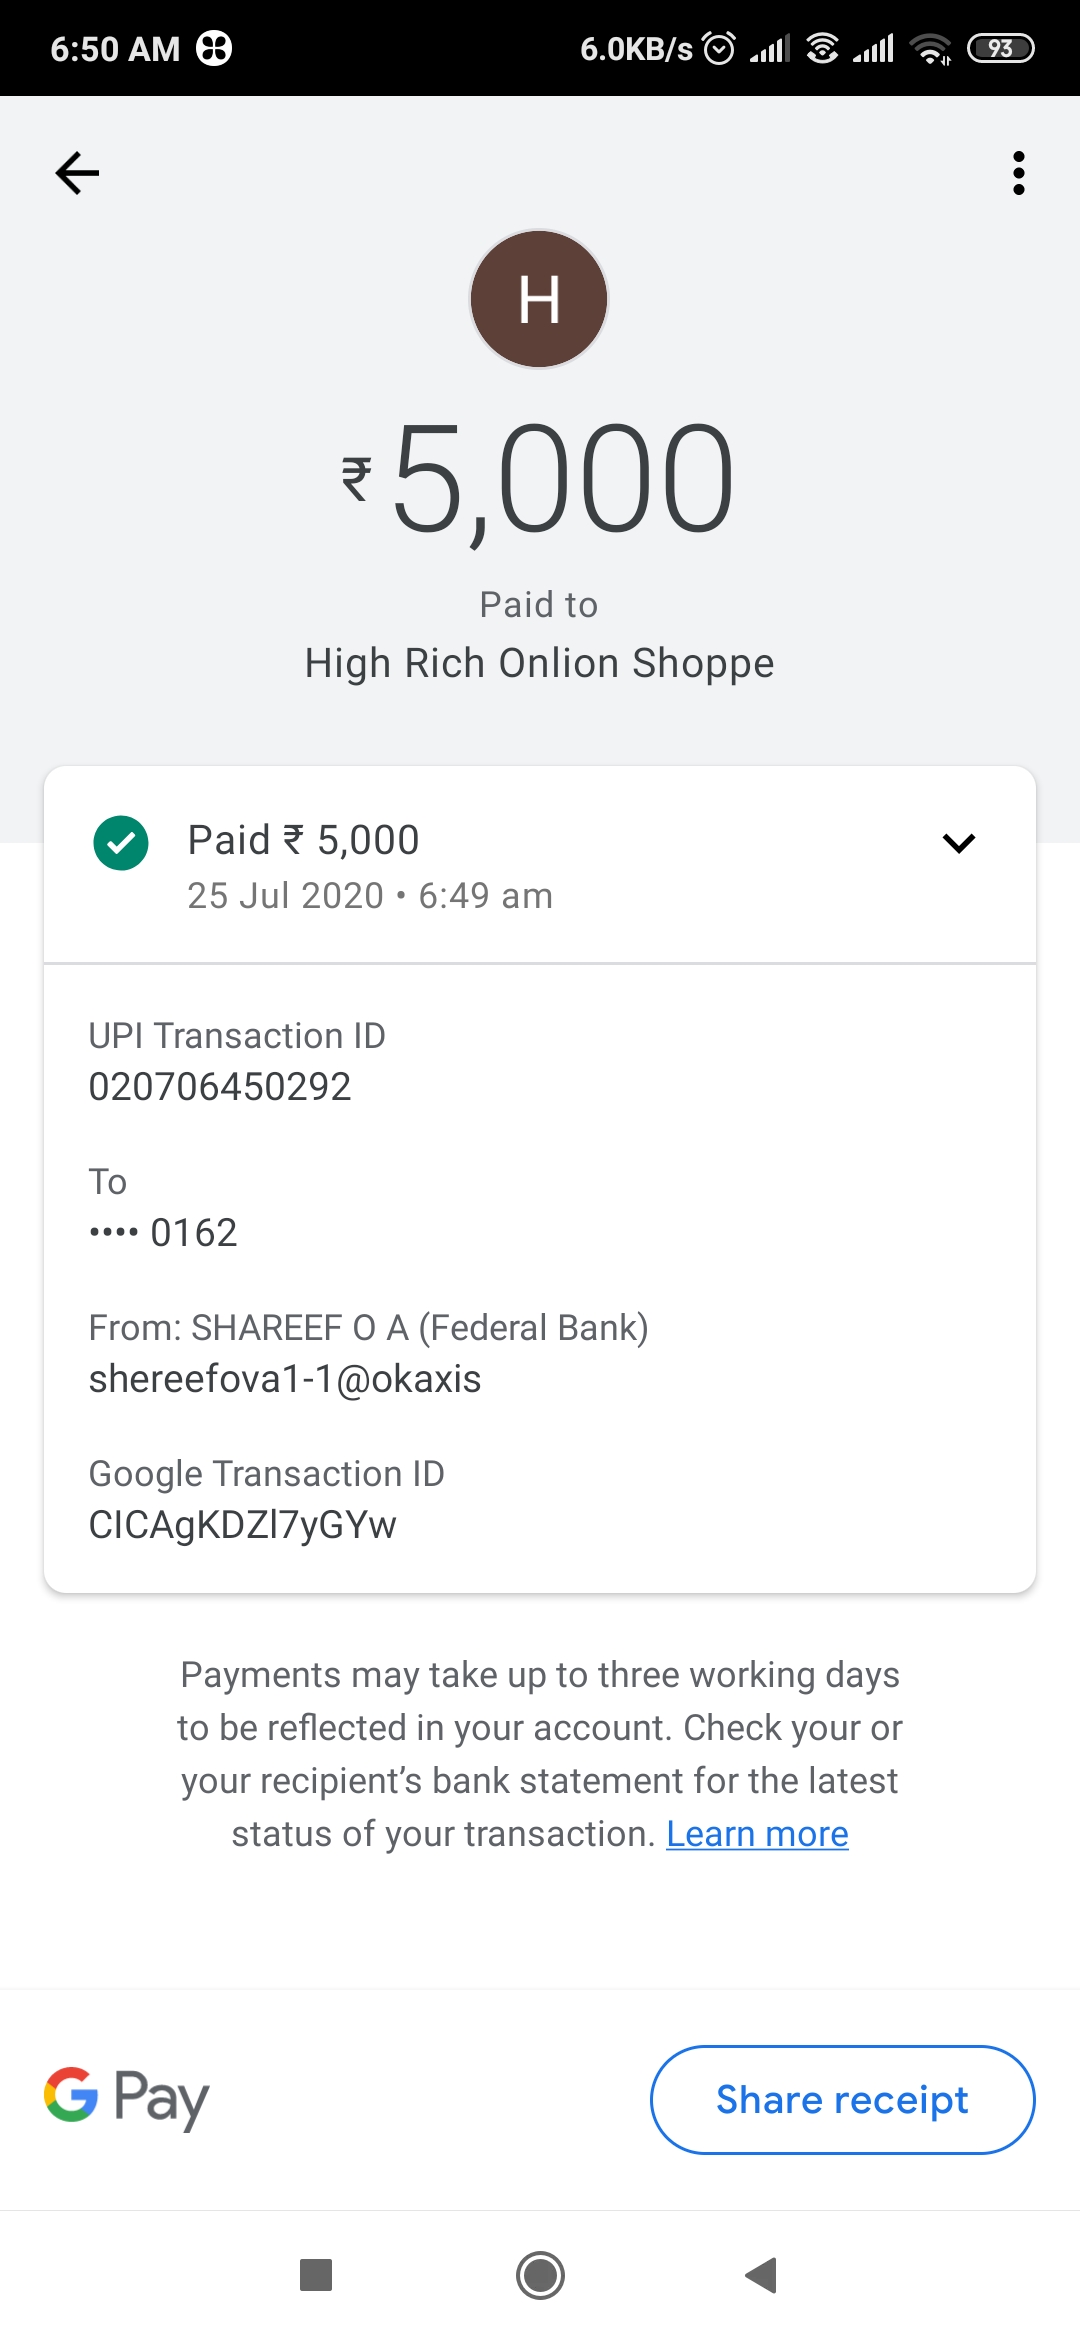 6:50 AM
6.0KB/s
93
H
₹5,000
Paid to
High Rich Onlion Shoppe
Paid ₹ 5,000
25 Jul 2020 • 6:49 am
UPI Transaction ID
020706450292
To
•••• 0162
From: SHAREEF O A (Federal Bank)
shereefova1-1@okaxis
Google Transaction ID
CICAgKDZl7yGYw
Payments may take up to three working days
to be reflected in your account. Check your or
your recipient’s bank statement for the latest
status of your transaction. Learn more
G Pay
Share receipt